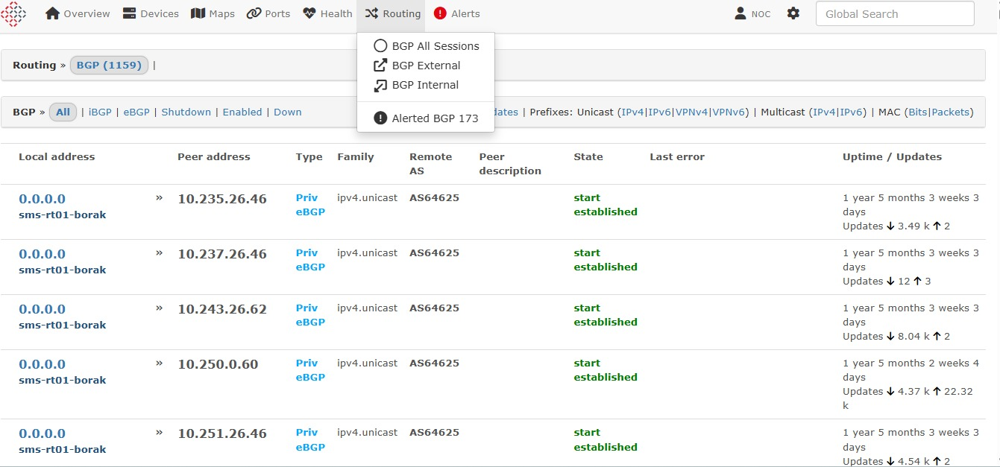 Overview Devices Maps Ports Health Routing Alerts NOC Global Search
BGP All Sessions
BGP External
BGP Internal
Alerted BGP 173
Routing » BGP (1159) |
BGP » All | iBGP | eBGP | Shutdown | Enabled | Down dates | Prefixes: Unicast (IPv4|IPv6|VPNv4|VPNv6) | Multicast (IPv4|IPv6) | MAC (Bits|Packets)
Local address Peer address Type Family Remote AS Peer description State Last error Uptime / Updates
0.0.0.0 » 10.235.26.46 Priv ipv4.unicast AS64625 start 1 year 5 months 3 weeks 3
sms-rt01-borak eBGP established days
Updates ↓ 3.49 k ↑ 2
0.0.0.0 » 10.237.26.46 Priv ipv4.unicast AS64625 start 1 year 5 months 3 weeks 3
sms-rt01-borak eBGP established days
Updates ↓ 12 ↑ 3
0.0.0.0 » 10.243.26.62 Priv ipv4.unicast AS64625 start 1 year 5 months 3 weeks 3
sms-rt01-borak eBGP established days
Updates ↓ 8.04 k ↑ 2
0.0.0.0 » 10.250.0.60 Priv ipv4.unicast AS64625 start 1 year 5 months 2 weeks 4
sms-rt01-borak eBGP established days
Updates ↓ 4.37 k ↑ 22.32
k
0.0.0.0 » 10.251.26.46 Priv ipv4.unicast AS64625 start 1 year 5 months 3 weeks 3
sms-rt01-borak eBGP established days
Updates ↓ 4.54 k ↑ 2